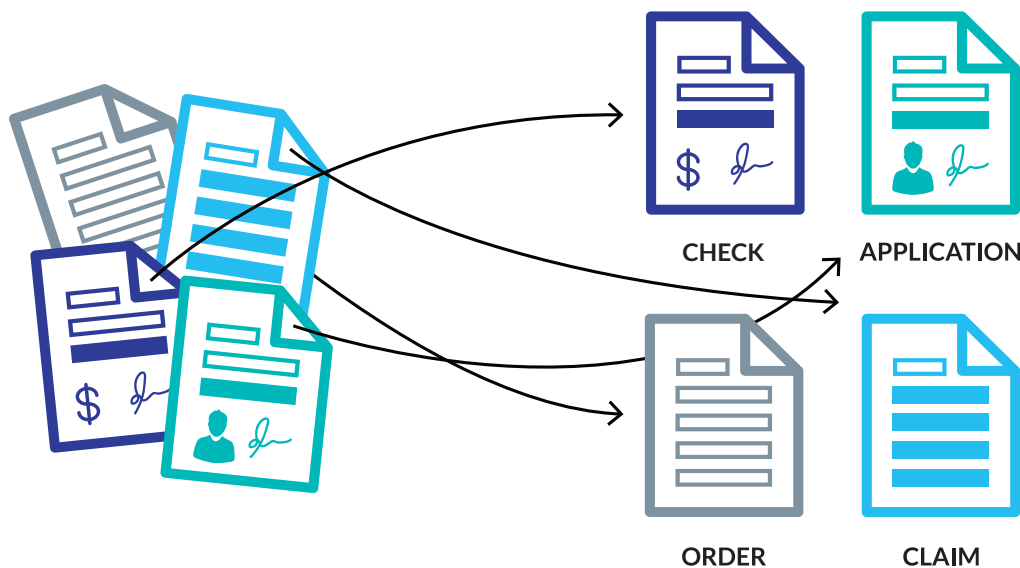 $
$
CHECK
APPLICATION
ORDER
CLAIM